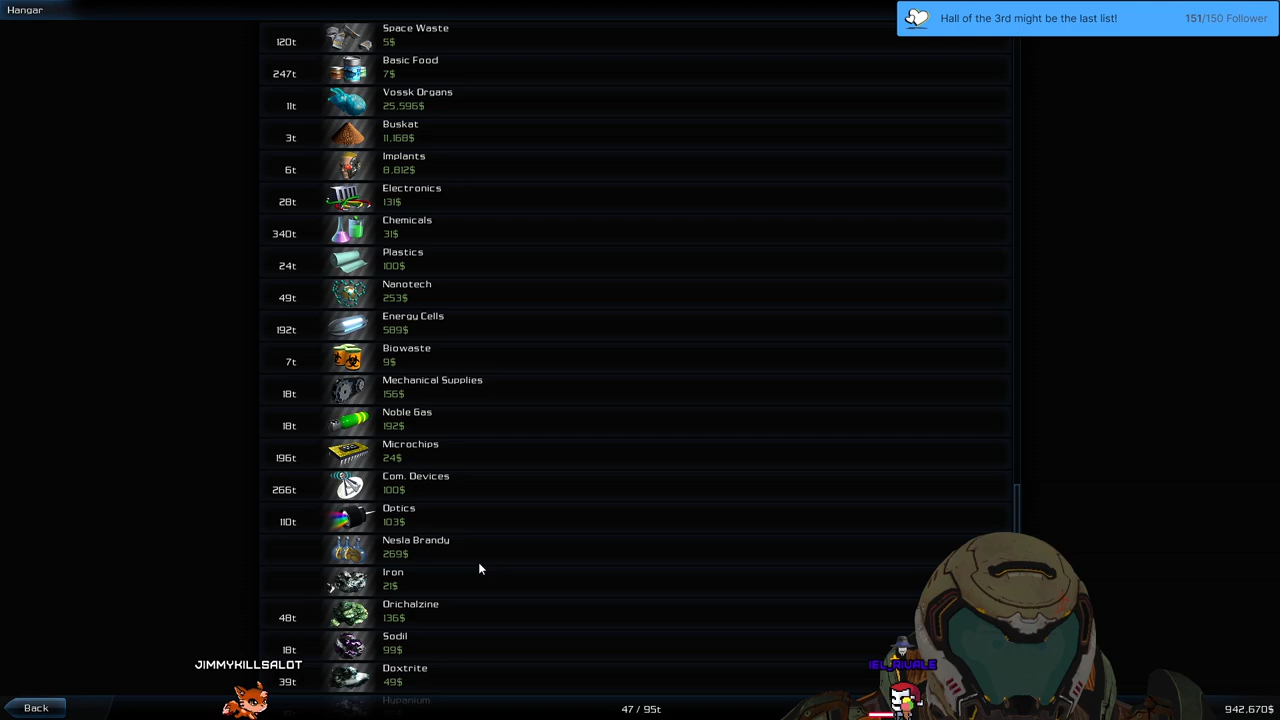 Hangar
Hall of the 3rd might be the last list!
151/150 Follower
Space Waste
120t
5$
Basic Food
247t
7$
Vossk Organs
11t
25,596$
Buskat
3t
11,168$
Implants
6t
8,812$
Electronics
28t
131$
Chemicals
340t
31$
Plastics
24t
100$
Nanotech
49t
253$
Energy Cells
192t
589$
Biowaste
7t
9$
Mechanical Supplies
18t
156$
Noble Gas
18t
192$
Microchips
196t
24$
Com. Devices
266t
100$
Optics
110t
103$
Nesla Brandy
269$
Iron
21$
Orichalzine
48t
136$
Sodil
18t
99$
Doxtrite
39t
49$
Hypanium
JIMMYKILLSALOT
IEL_RIVALE
Back
47 / 95t
942,670$